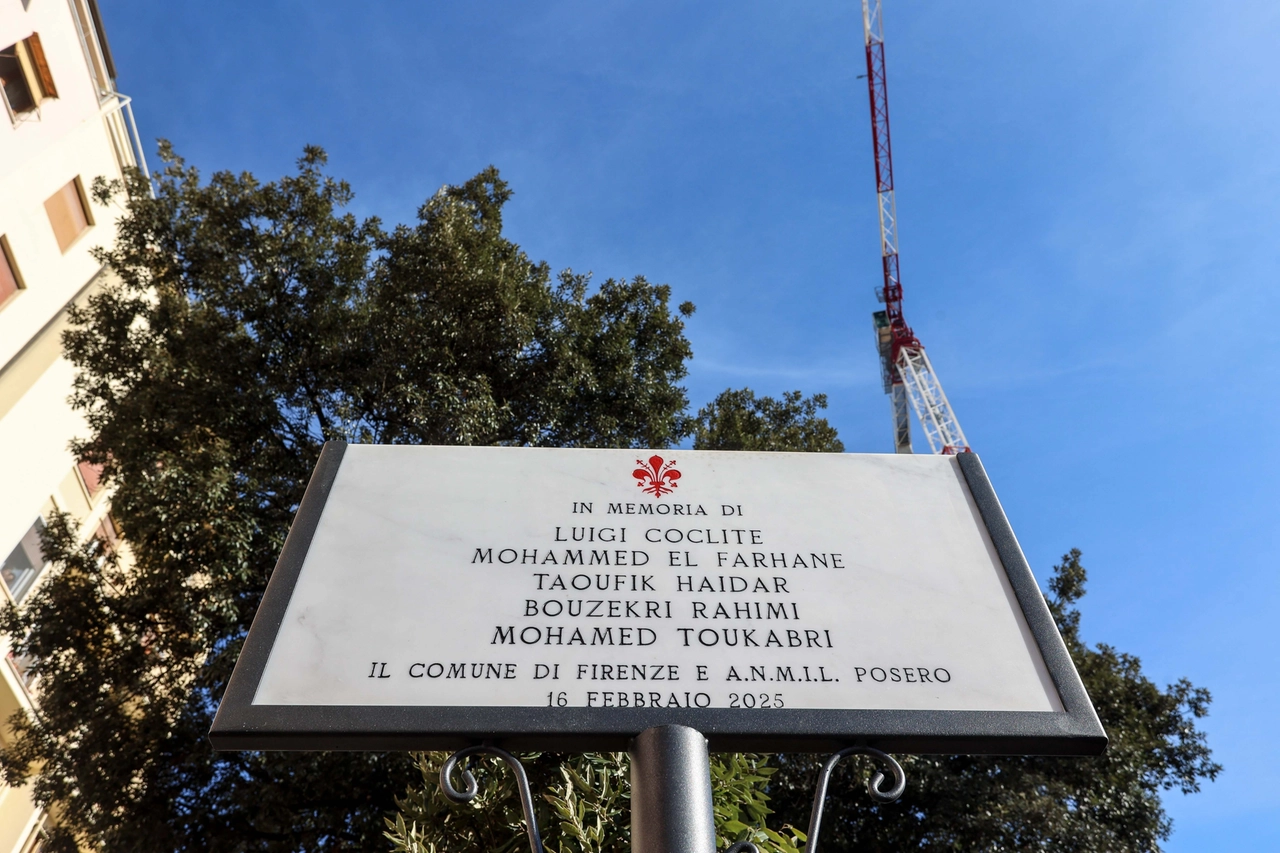 IN MEMORIA DI
LUIGI COCLITE
MOHAMMED EL FARHANE
TAOUFIK HAIDAR
BOUZEKRI RAHIMI
MOHAMED TOUKABRI
IL COMUNE DI FIRENZE E A.N.M.I.L. POSERO
16 FEBBRAIO 2025